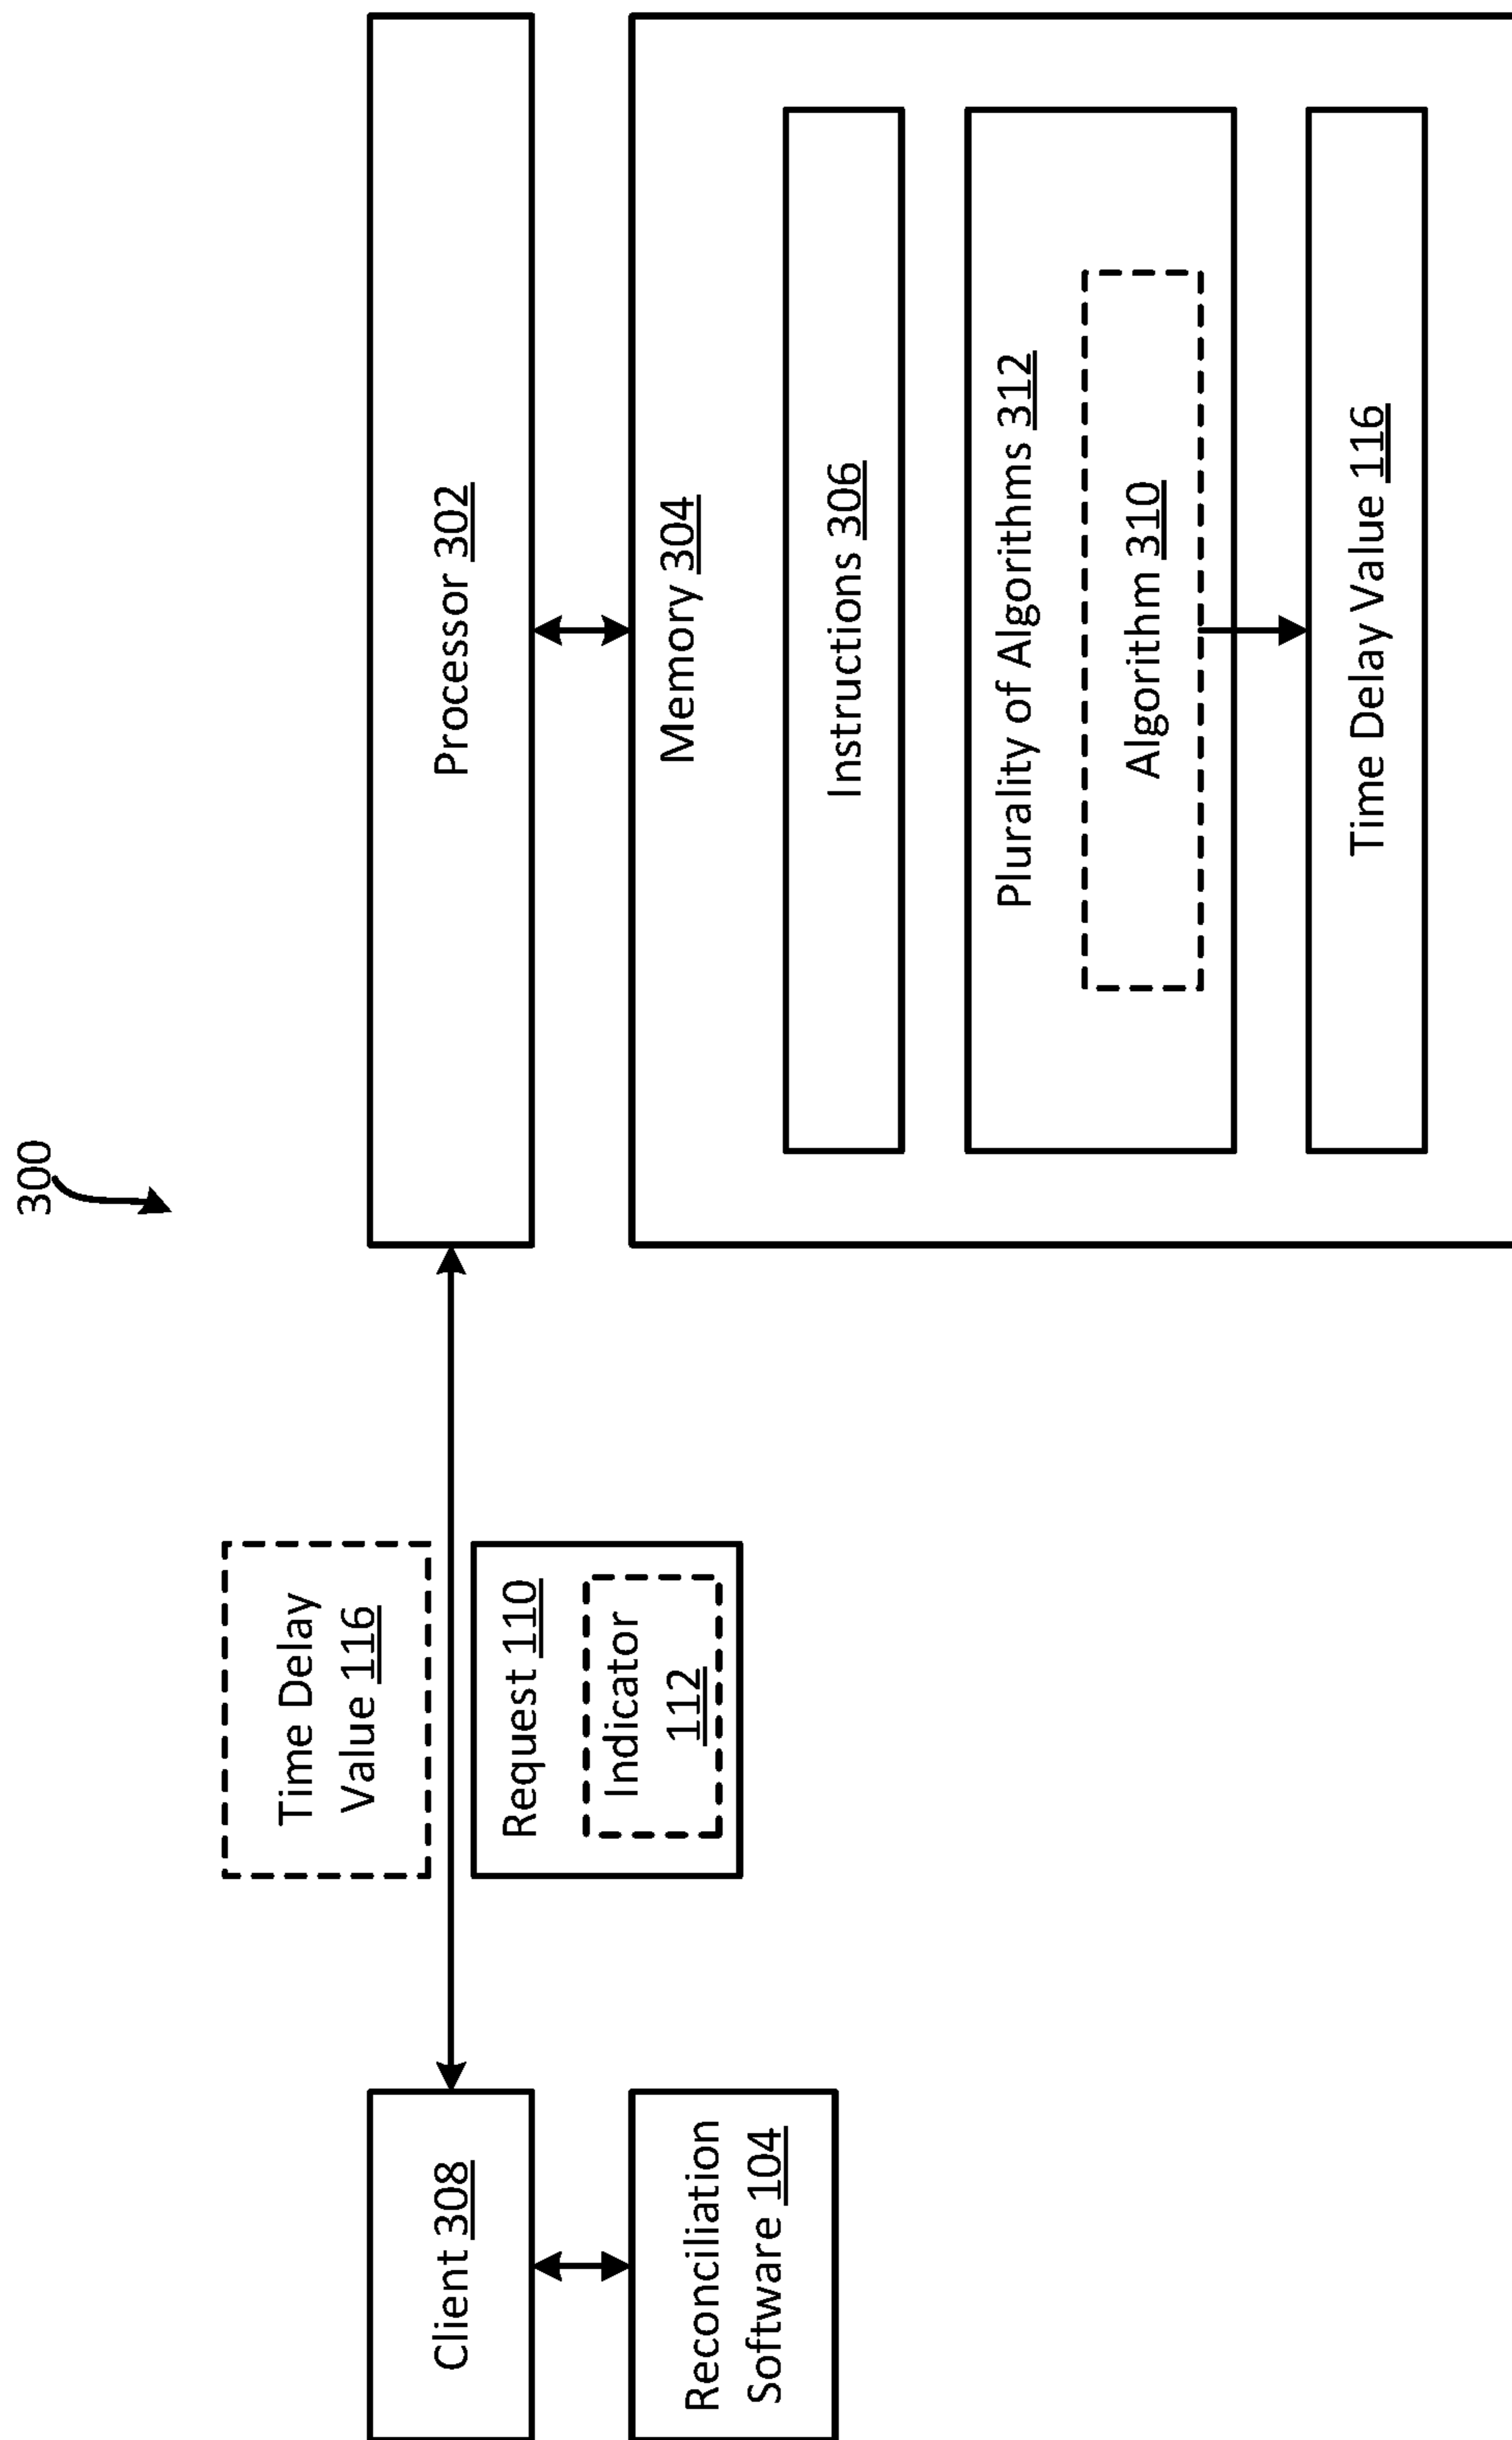 300
Client 308
Reconciliation
Software 104
Time Delay
Value 116
Request 110
Indicator
112
Processor 302
Memory 304
Instructions 306
Plurality of Algorithms 312
Algorithm 310
Time Delay Value 116